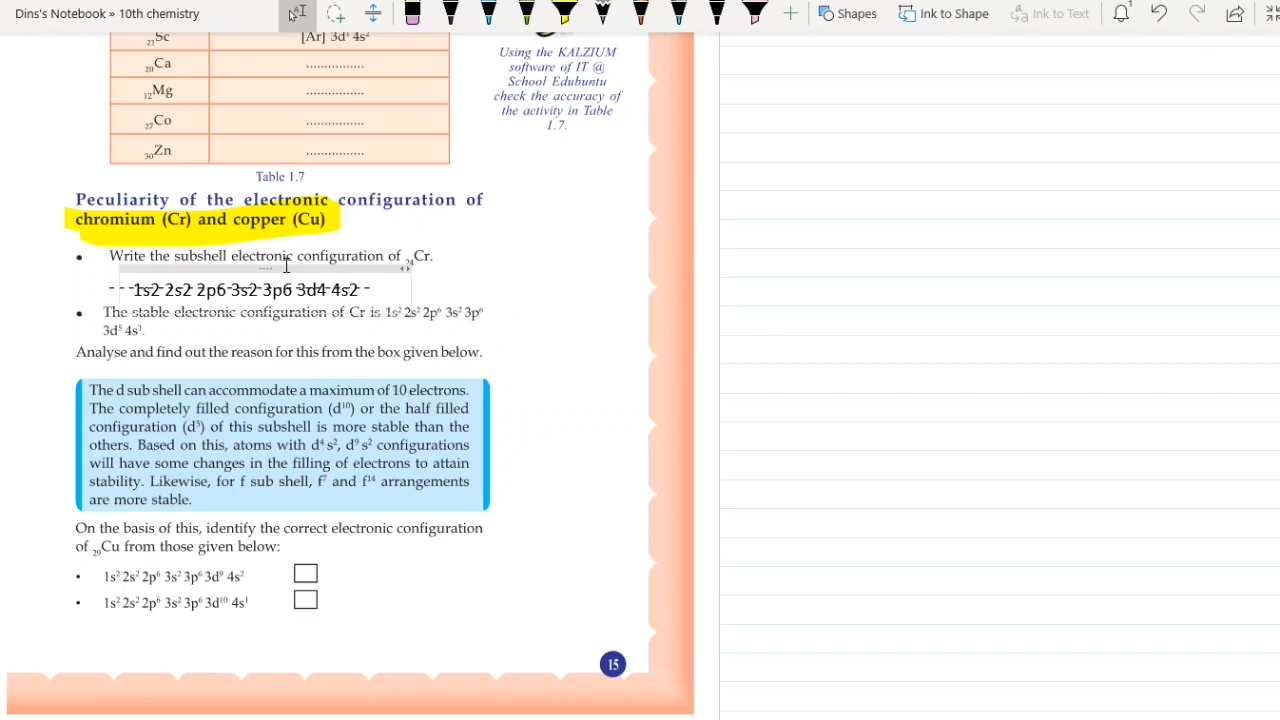 Dins's Notebook » 10th chemistry
Shapes
Ink to Shape
Ink to Text
₂₁Sc [Ar] 3d¹ 4s²
₂₀Ca ................
₁₂Mg ................
₂₇Co ................
₃₀Zn ................
Using the KALZIUM
software of IT @
School Edubuntu
check the accuracy of
the activity in Table
1.7.
Table 1.7
Peculiarity of the electronic configuration of
chromium (Cr) and copper (Cu)
• Write the subshell electronic configuration of ₂₄Cr.
1s2 2s2 2p6 3s2 3p6 3d4 4s2
• The stable electronic configuration of Cr is 1s² 2s² 2p⁶ 3s² 3p⁶
3d⁵ 4s¹.
Analyse and find out the reason for this from the box given below.
The d sub shell can accommodate a maximum of 10 electrons.
The completely filled configuration (d¹⁰) or the half filled
configuration (d⁵) of this subshell is more stable than the
others. Based on this, atoms with d⁴ s², d⁹ s² configurations
will have some changes in the filling of electrons to attain
stability. Likewise, for f sub shell, f⁷ and f¹⁴ arrangements
are more stable.
On the basis of this, identify the correct electronic configuration
of ₂₉Cu from those given below:
• 1s² 2s² 2p⁶ 3s² 3p⁶ 3d⁹ 4s²
• 1s² 2s² 2p⁶ 3s² 3p⁶ 3d¹⁰ 4s¹
15